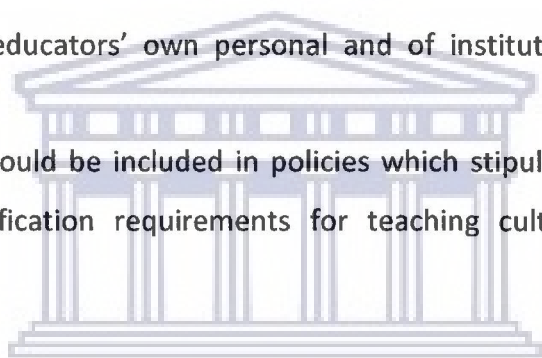 educators' own personal and of institut
ould be included in policies which stipul
fication requirements for teaching cult